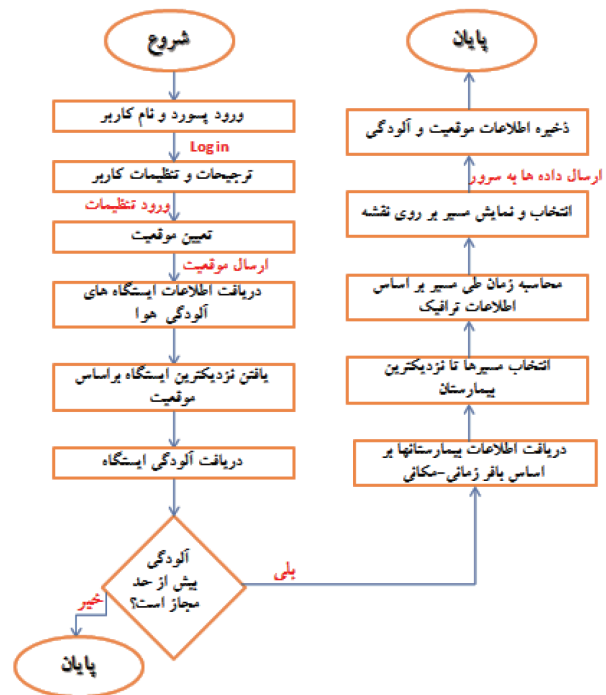 شروع
ورود پسورد و نام کاربر
Login
ترجیحات و تنظیمات کاربر
ورود تنظیمات
تعیین موقعیت
ارسال موقعیت
دریافت اطلاعات ایستگاه های
آلودگی هوا
یافتن نزدیکترین ایستگاه براساس
موقعیت
دریافت آلودگی ایستگاه
آلودگی
بیش از حد
مجاز است؟
خیر
پایان
بلی
دریافت اطلاعات بیمارستانها بر
اساس بافر زمانی-مکانی
انتخاب مسیرها تا نزدیکترین
بیمارستان
محاسبه زمان طی مسیر بر اساس
اطلاعات ترافیک
انتخاب و نمایش مسیر بر روی نقشه
ارسال داده ها به سرور
ذخیره اطلاعات موقعیت و آلودگی
پایان